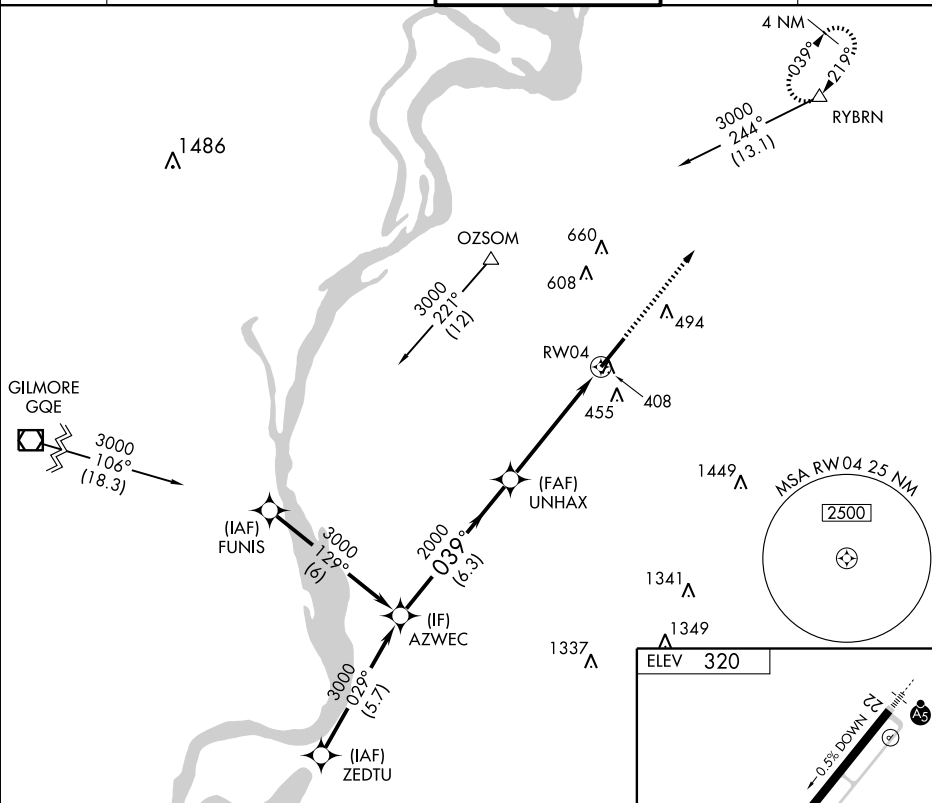 4 NM
039°
219°
RYBRN
3000
244°
(13.1)
1486
OZSOM
660
608
3000
221°
(12)
494
RW04
408
455
GILMORE
GQE
3000
106°
(18.3)
(FAF)
UNHAX
1449
MSA RW04 25 NM
2500
(IAF)
FUNIS
3000
129°
(6)
2000
039°
(6.3)
1341
(IF)
AZWEC
1349
1337
ELEV 320
3000
029°
(5.7)
(IAF)
ZEDTU
22
A5
0.5% DOWN
P